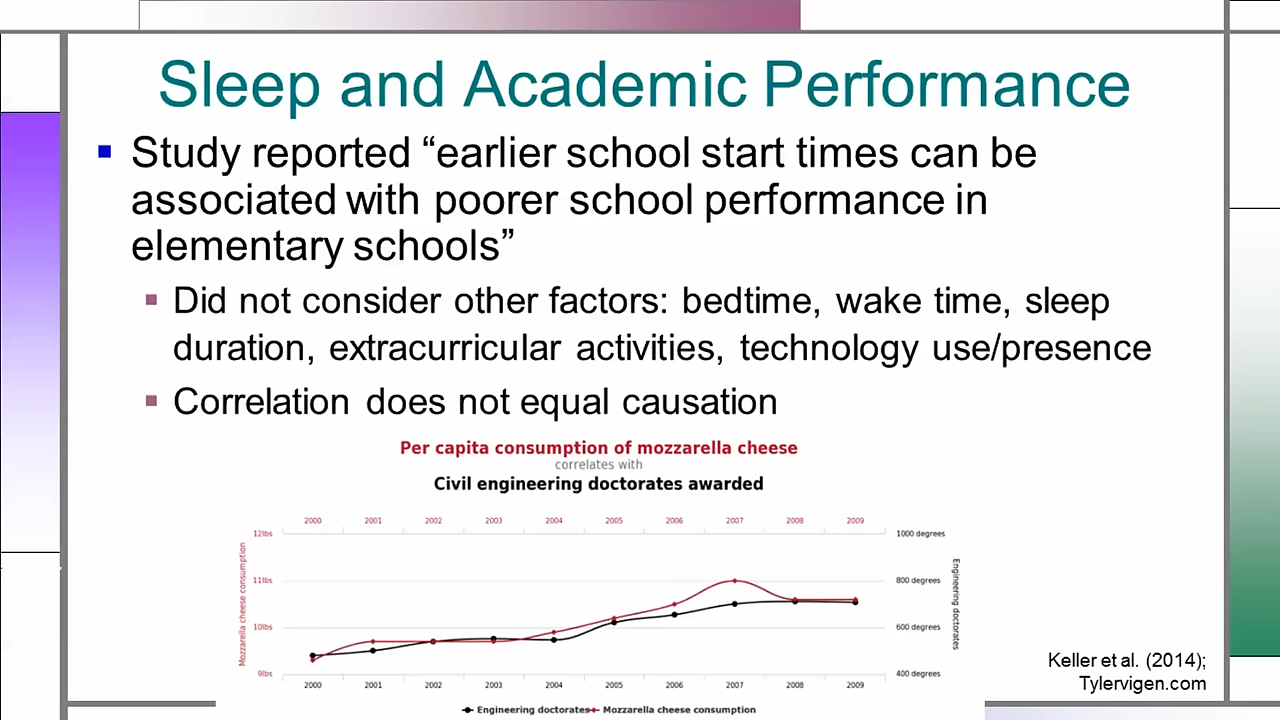 Sleep and Academic Performance
▪ Study reported “earlier school start times can be
associated with poorer school performance in
elementary schools”
▪ Did not consider other factors: bedtime, wake time, sleep
duration, extracurricular activities, technology use/presence
▪ Correlation does not equal causation
Per capita consumption of mozzarella cheese
correlates with
Civil engineering doctorates awarded
2000 2001 2002 2003 2004 2005 2006 2007 2008 2009
12lbs 1000 degrees
11lbs 800 degrees
10lbs 600 degrees
9lbs 400 degrees
Mozzarella cheese consumption
Engineering doctorates
2000 2001 2002 2003 2004 2005 2006 2007 2008 2009
Engineering doctorates Mozzarella cheese consumption
Keller et al. (2014);
Tylervigen.com